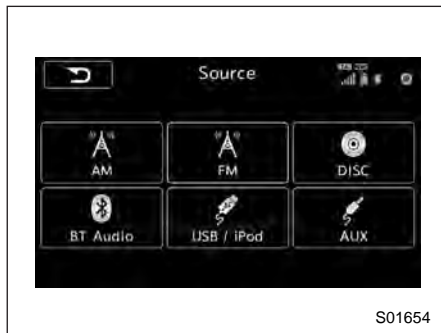 Source
AM
FM
DISC
BT Audio
USB / iPod
AUX
S01654